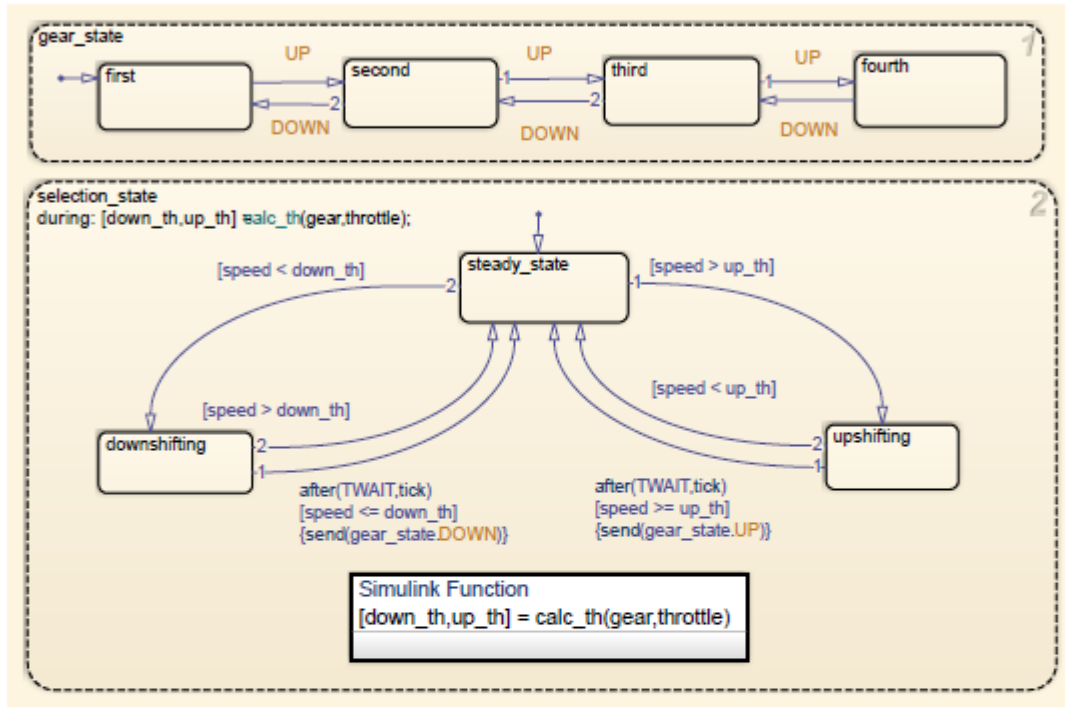 gear_state
1
UP
UP
UP
first
second
third
fourth
1
1
2
2
DOWN
DOWN
DOWN
selection_state
2
during: [down_th,up_th] =calc_th(gear,throttle);
[speed < down_th]
steady_state
[speed > up_th]
2
1
[speed > down_th]
[speed < up_th]
downshifting
2
1
upshifting
2
1
after(TWAIT,tick)
[speed <= down_th]
{send(gear_state.DOWN)}
after(TWAIT,tick)
[speed >= up_th]
{send(gear_state.UP)}
Simulink Function
[down_th,up_th] = calc_th(gear,throttle)